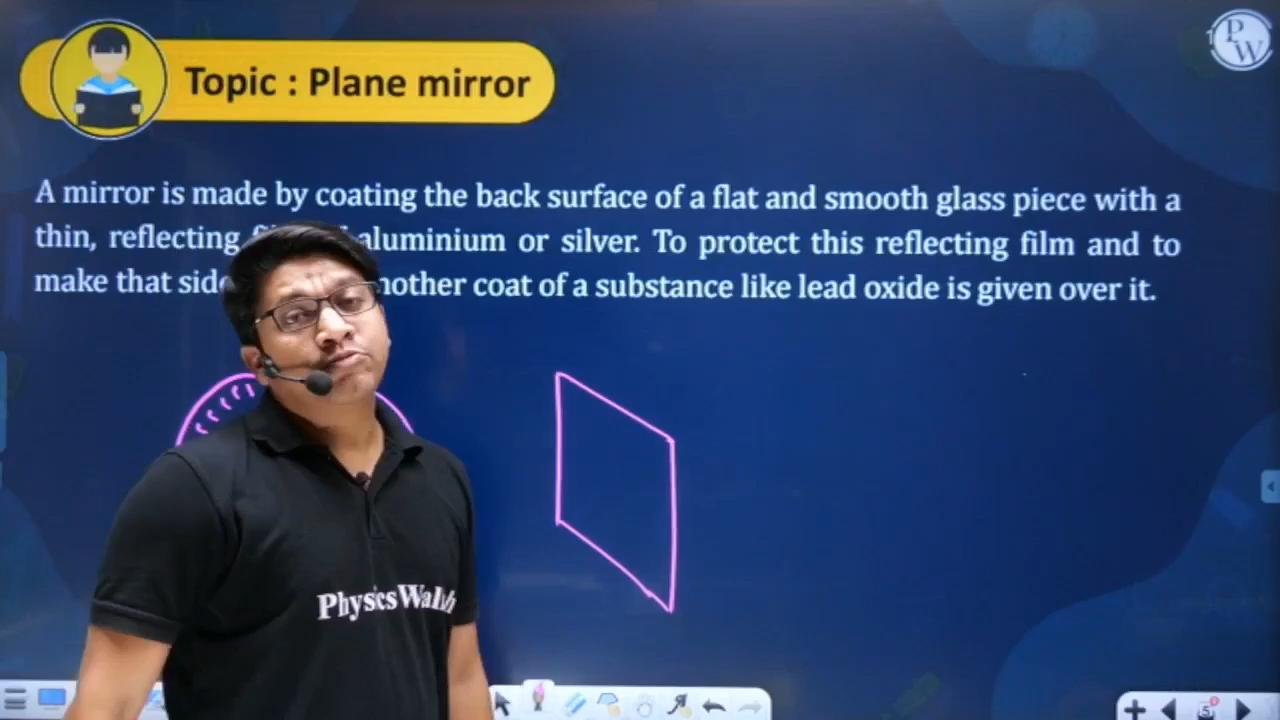 Topic : Plane mirror
PW
A mirror is made by coating the back surface of a flat and smooth glass piece with a
thin, reflecting aluminium or silver. To protect this reflecting film and to
make that side another coat of a substance like lead oxide is given over it.
PhysicsWallah
5